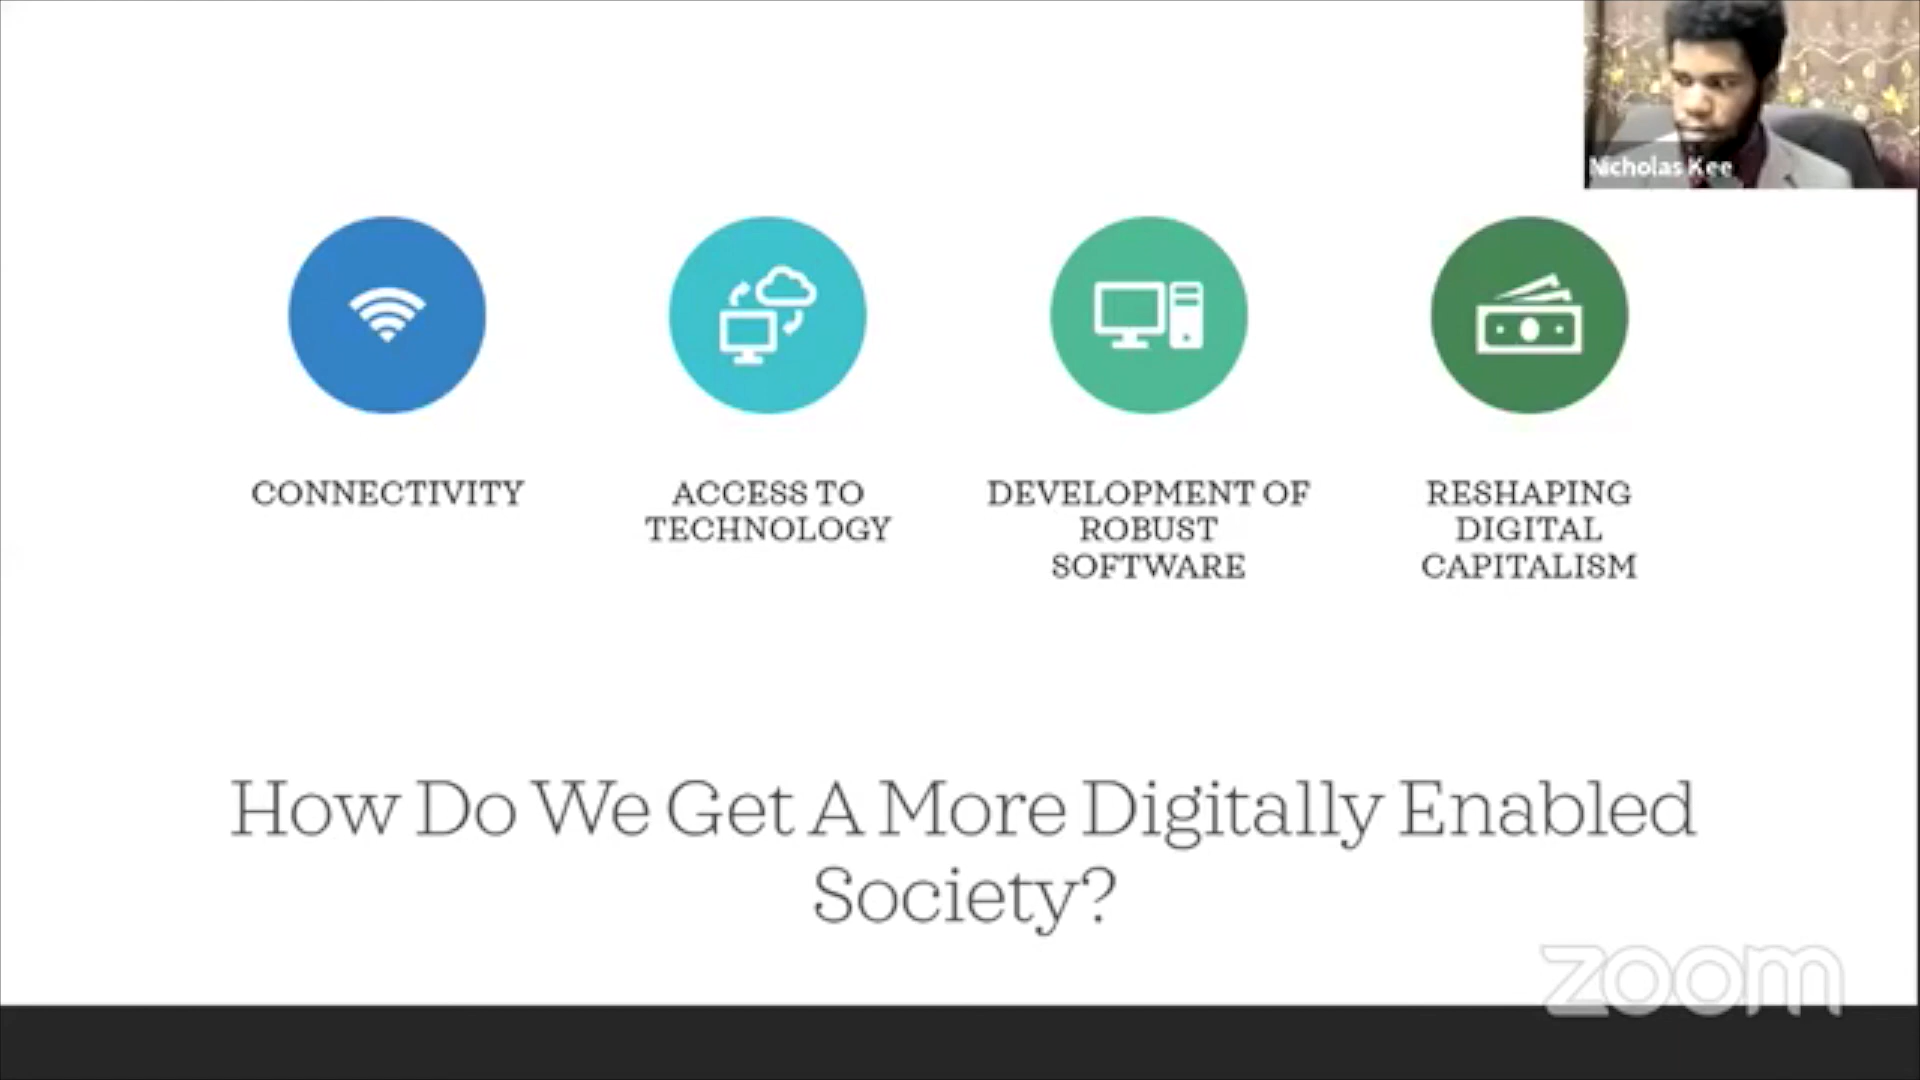 Nicholas Kee
CONNECTIVITY
ACCESS TO
TECHNOLOGY
DEVELOPMENT OF
ROBUST
SOFTWARE
RESHAPING
DIGITAL
CAPITALISM
How Do We Get A More Digitally Enabled
Society?
zoom